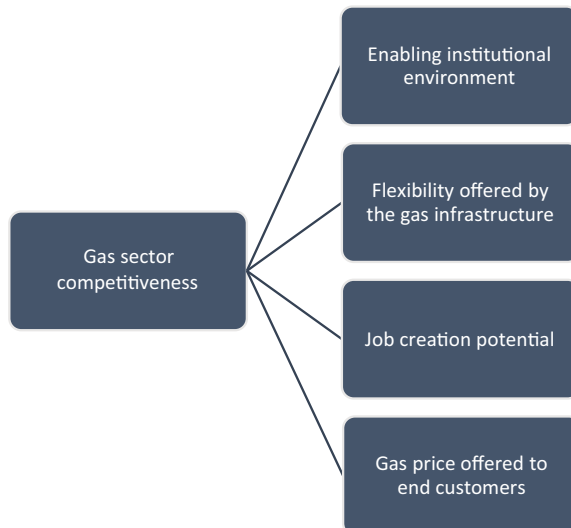 Enabling institutional
environment
Flexibility offered by
the gas infrastructure
Gas sector
competitiveness
Job creation potential
Gas price offered to
end customers